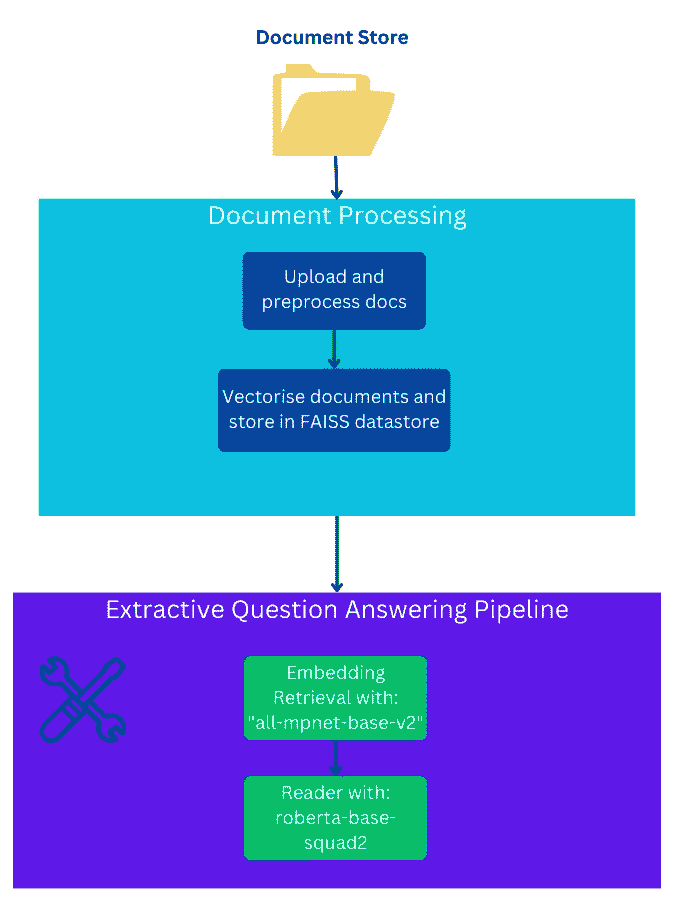 Document Store
Document Processing
Upload and
preprocess docs
Vectorise documents and
store in FAISS datastore
Extractive Question Answering Pipeline
Embedding
Retrieval with:
"all-mpnet-base-v2"
Reader with:
roberta-base-
squad2